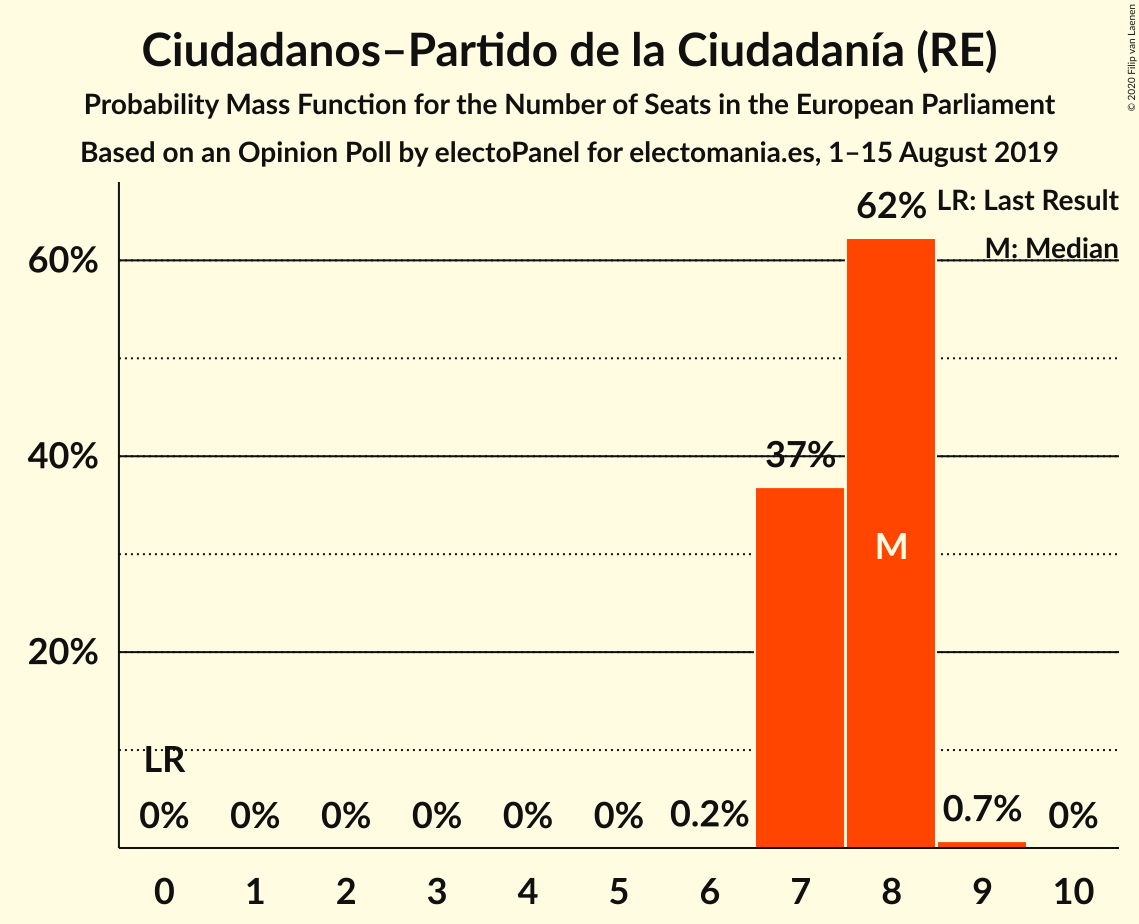 Ciudadanos–Partido de la Ciudadanía (RE)
Probability Mass Function for the Number of Seats in the European Parliament
Based on an Opinion Poll by electoPanel for electomania.es, 1–15 August 2019
© 2020 Filip van Laenen
LR: Last Result
M: Median
62%
60%
40%
37%
M
20%
LR
0% 0% 0% 0% 0% 0% 0.2% 0.7% 0%
0 1 2 3 4 5 6 7 8 9 10